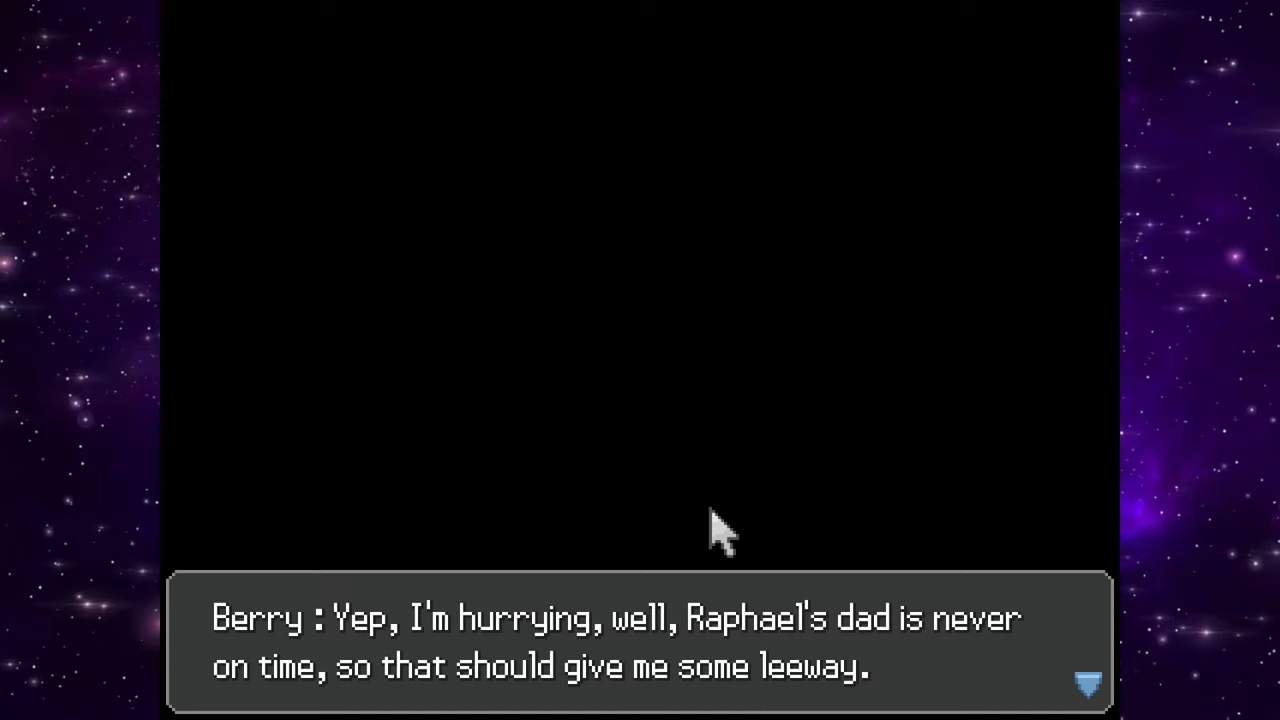 Berry : Yep, I'm hurrying, well, Raphael's dad is never
on time, so that should give me some leeway.